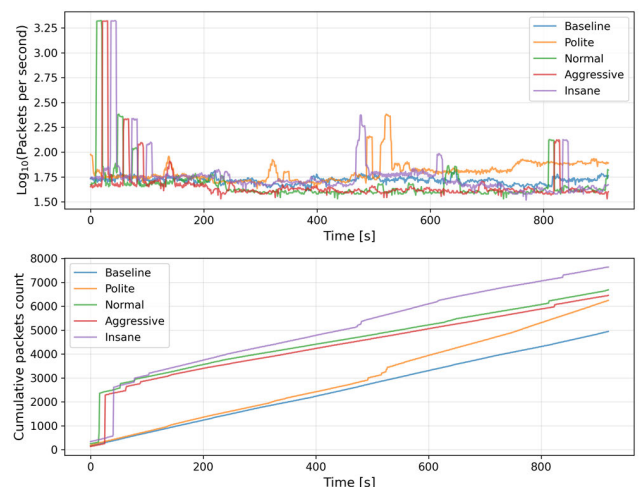 3.25
3.00
2.75
2.50
2.25
2.00
1.75
1.50
Log₁₀(Packets per second)
Baseline
Polite
Normal
Aggressive
Insane
0 200 400 600 800
Time [s]
8000
7000
6000
5000
4000
3000
2000
1000
0
Cumulative packets count
Baseline
Polite
Normal
Aggressive
Insane
0 200 400 600 800
Time [s]